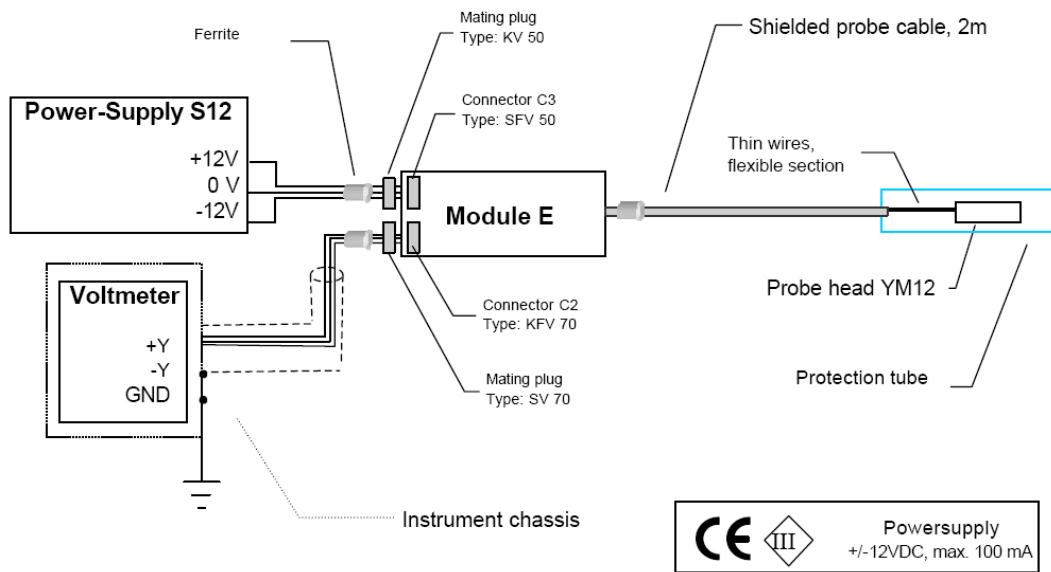 Ferrite
Mating plug
Type: KV 50
Shielded probe cable, 2m
Power-Supply S12
+12V
0 V
-12V
Connector C3
Type: SFV 50
Thin wires,
flexible section
Module E
Voltmeter
+Y
-Y
GND
Connector C2
Type: KFV 70
Probe head YM12
Mating plug
Type: SV 70
Protection tube
Instrument chassis
CE
III
Powersupply
+/-12VDC, max. 100 mA